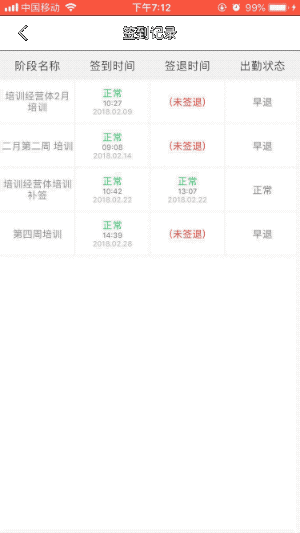 中国移动 下午7:12 99%
签到记录
阶段名称 签到时间 签退时间 出勤状态
培训经营体2月
培训
正常
10:27
2018.02.09
(未签退)
早退
二月第二周 培训
正常
09:08
2018.02.14
(未签退)
早退
培训经营体培训
补签
正常
10:42
2018.02.22
正常
13:07
2018.02.22
正常
第四周培训
正常
14:39
2018.02.28
(未签退)
早退